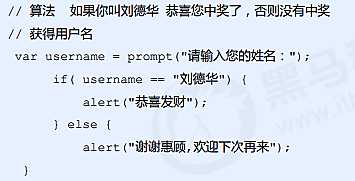 // 算法  如果你叫刘德华 恭喜您中奖了，否则没有中奖
// 获得用户名
var username = prompt("请输入您的姓名：");
if( username == "刘德华") {
alert("恭喜发财");
} else {
alert("谢谢惠顾,欢迎下次再来");
}